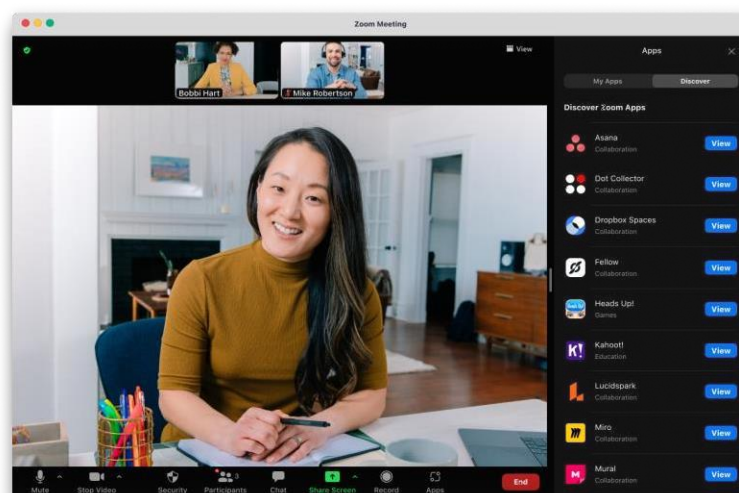 Zoom Meeting
View
Bobbi Hart
Mike Robertson
Apps
My Apps
Discover
Discover Zoom Apps
Asana
Collaboration
View
Dot Collector
Collaboration
View
Dropbox Spaces
Collaboration
View
Fellow
Collaboration
View
Heads Up!
Games
View
K!
Kahoot!
Education
View
Lucidspark
Collaboration
View
Miro
Collaboration
View
Mural
Collaboration
View
Mute
Stop Video
Security
3
Participants
Chat
Share Screen
Record
Apps
End